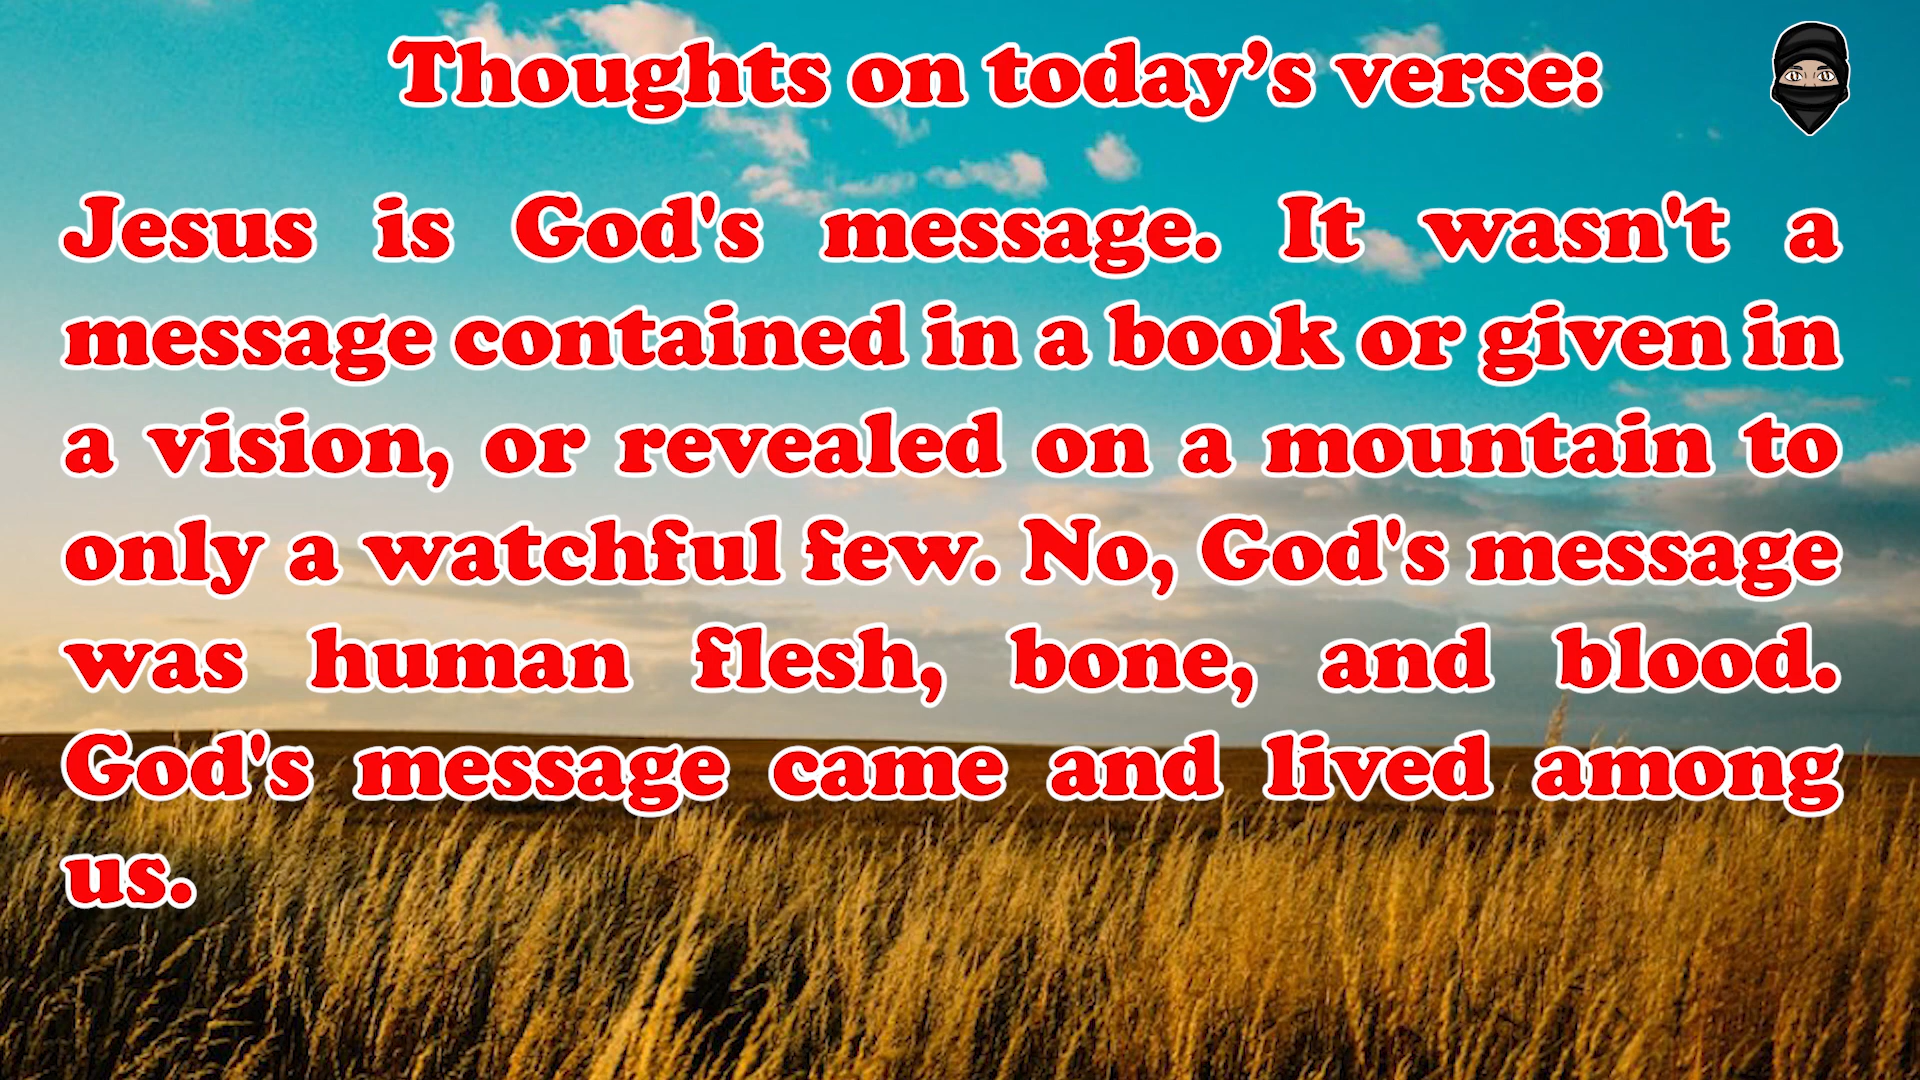 Thoughts on today’s verse:
Jesus is God's message. It wasn't a
message contained in a book or given in
a vision, or revealed on a mountain to
only a watchful few. No, God's message
was human flesh, bone, and blood.
God's message came and lived among
us.